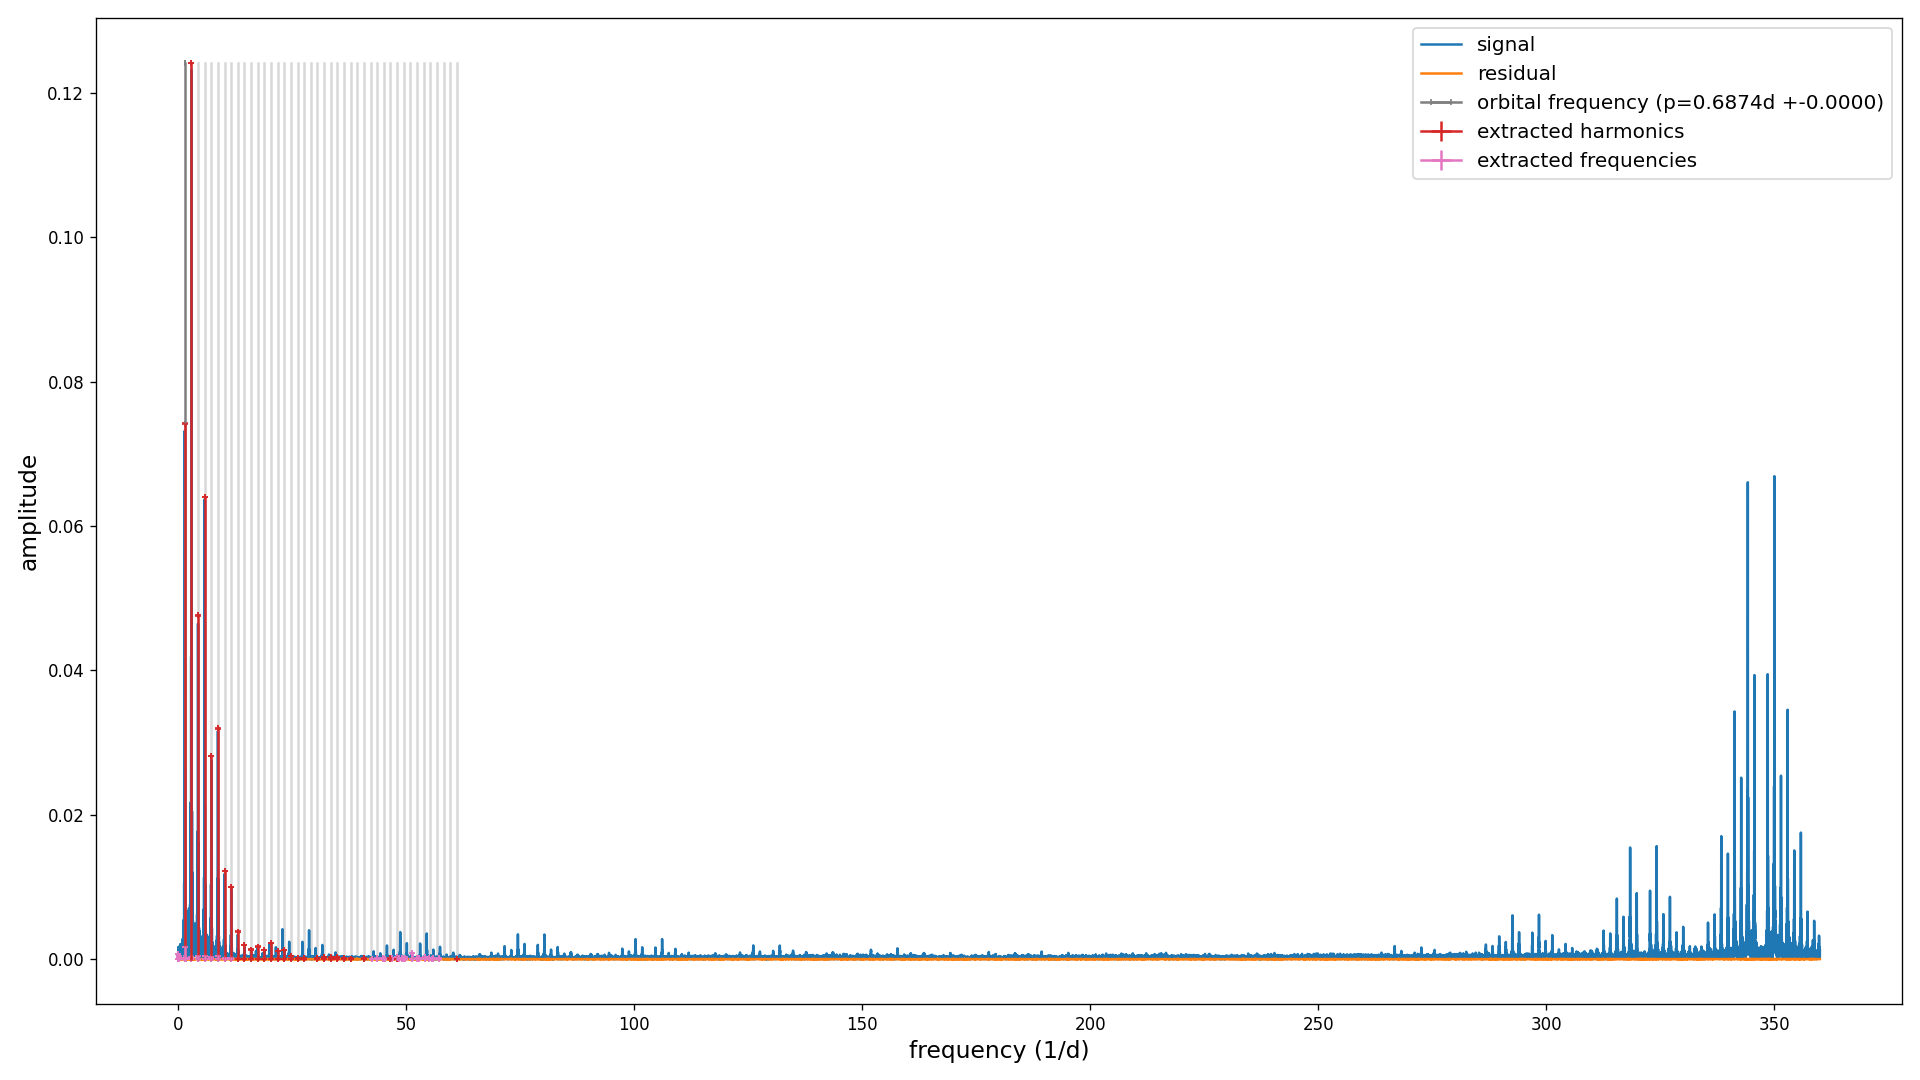 signal
residual
orbital frequency (p=0.6874d +-0.0000)
extracted harmonics
extracted frequencies
0.12
0.10
0.08
0.06
0.04
0.02
0.00
amplitude
0 50 100 150 200 250 300 350
frequency (1/d)